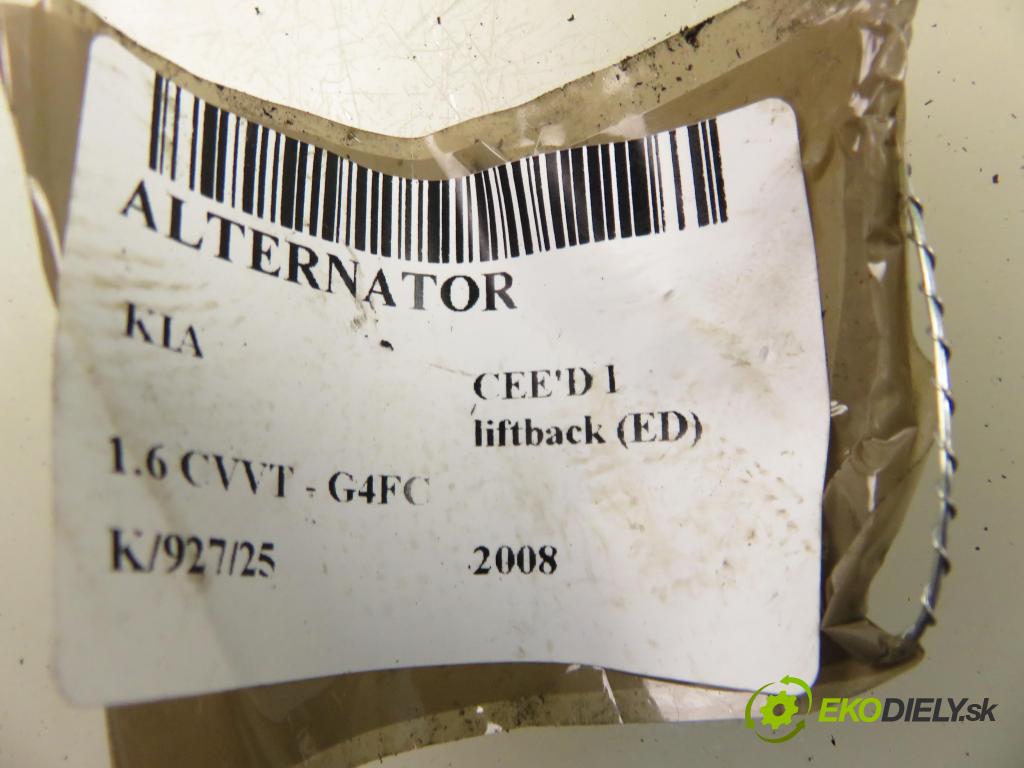 ALTERNATOR
KIA
CEE'D I
liftback (ED)
1.6 CVVT - G4FC
K/927/25
2008
EKODIELY.sk